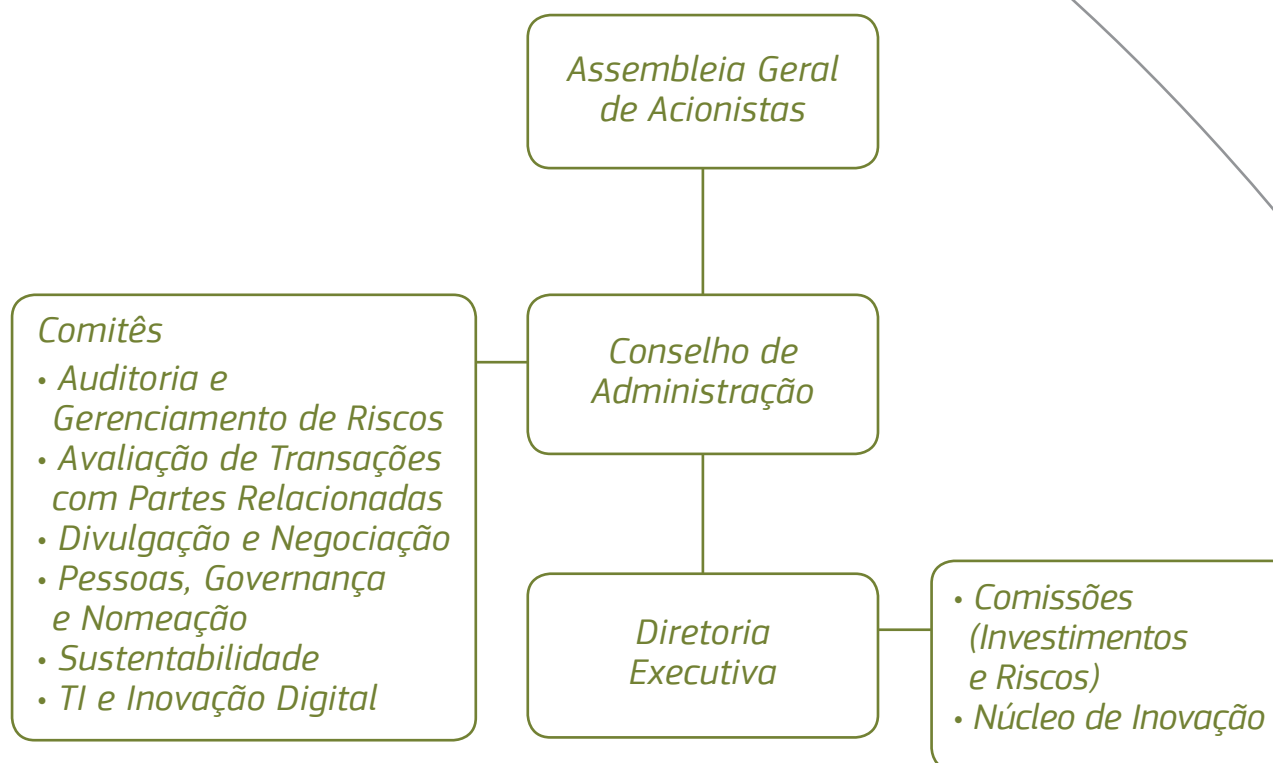 Assembleia Geral
de Acionistas
Comitês
• Auditoria e
Gerenciamento de Riscos
• Avaliação de Transações
com Partes Relacionadas
• Divulgação e Negociação
• Pessoas, Governança
e Nomeação
• Sustentabilidade
• TI e Inovação Digital
Conselho de
Administração
Diretoria
Executiva
• Comissões
(Investimentos
e Riscos)
• Núcleo de Inovação